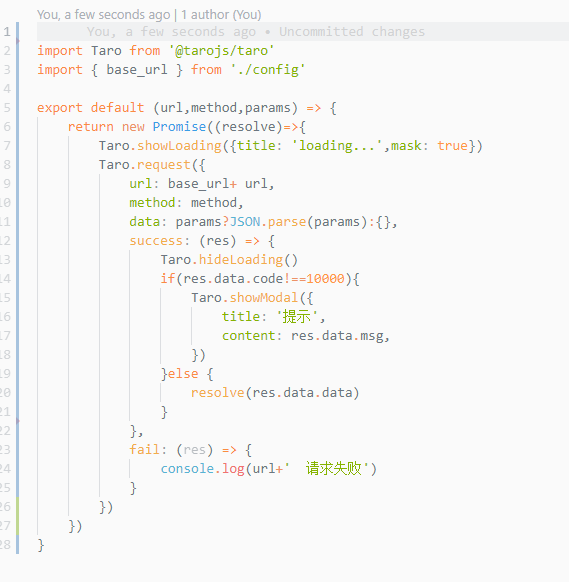 You, a few seconds ago | 1 author (You)
1 You, a few seconds ago • Uncommitted changes
2 import Taro from '@tarojs/taro'
3 import { base_url } from './config'
4
5 export default (url,method,params) => {
6     return new Promise((resolve)=>{
7         Taro.showLoading({title: 'loading...',mask: true})
8         Taro.request({
9             url: base_url+ url,
10             method: method,
11             data: params?JSON.parse(params):{},
12             success: (res) => {
13                 Taro.hideLoading()
14                 if(res.data.code!==10000){
15                     Taro.showModal({
16                         title: '提示',
17                         content: res.data.msg,
18                     })
19                 }else {
20                     resolve(res.data.data)
21                 }
22             },
23             fail: (res) => {
24                 console.log(url+'  请求失败')
25             }
26         })
27     })
28 }